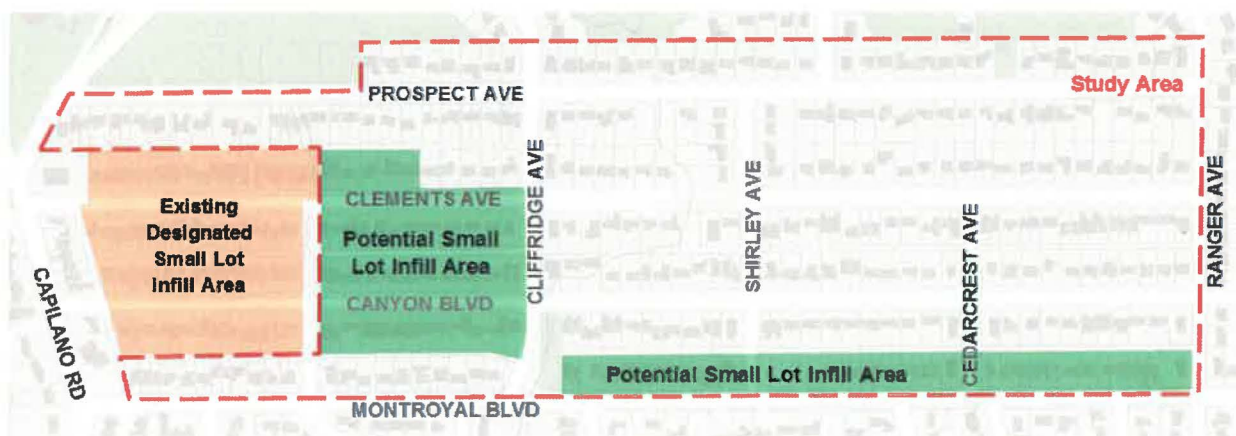 PROSPECT AVE
Study Area
Existing
Designated
Small Lot
Infill Area
CLEMENTS AVE
Potential Small
Lot Infill Area
CANYON BLVD
CLIFFRIDGE AVE
SHIRLEY AVE
CEDARCREST AVE
RANGER AVE
CAPILANO RD
Potential Small Lot Infill Area
MONTROYAL BLVD